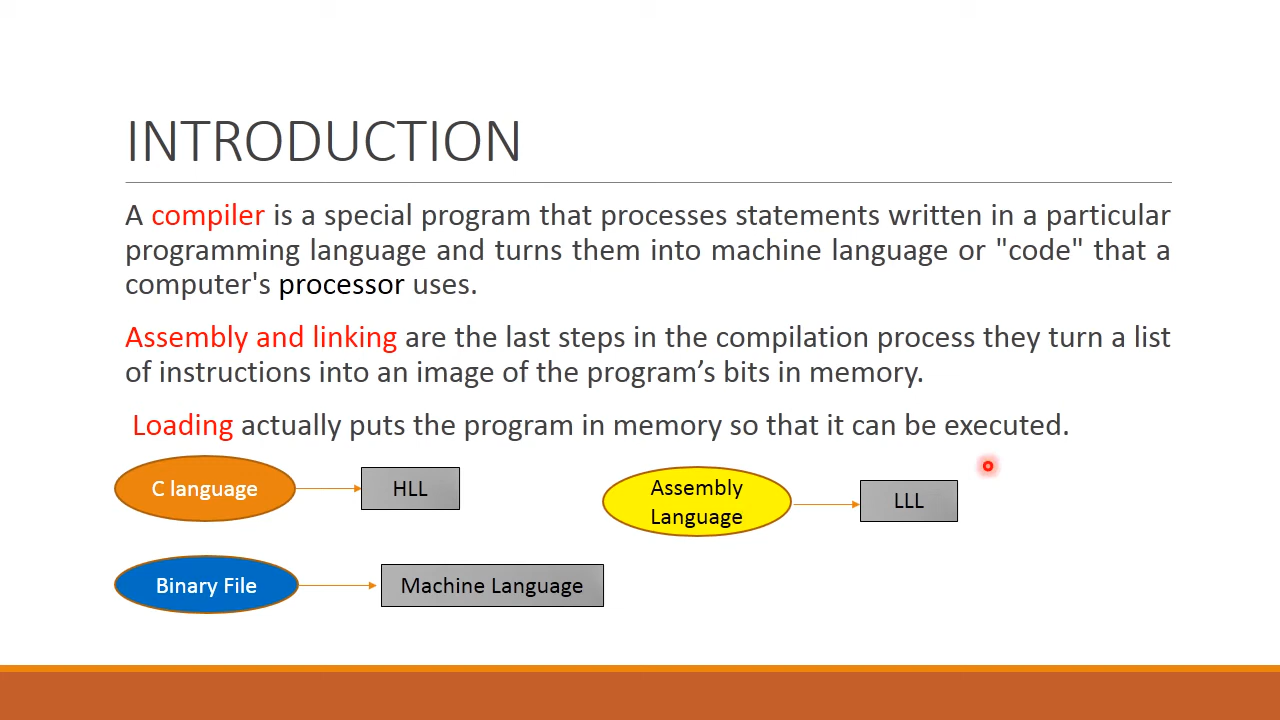 INTRODUCTION
A compiler is a special program that processes statements written in a particular
programming language and turns them into machine language or "code" that a
computer's processor uses.
Assembly and linking are the last steps in the compilation process they turn a list
of instructions into an image of the program’s bits in memory.
Loading actually puts the program in memory so that it can be executed.
C language
HLL
Assembly
Language
LLL
Binary File
Machine Language